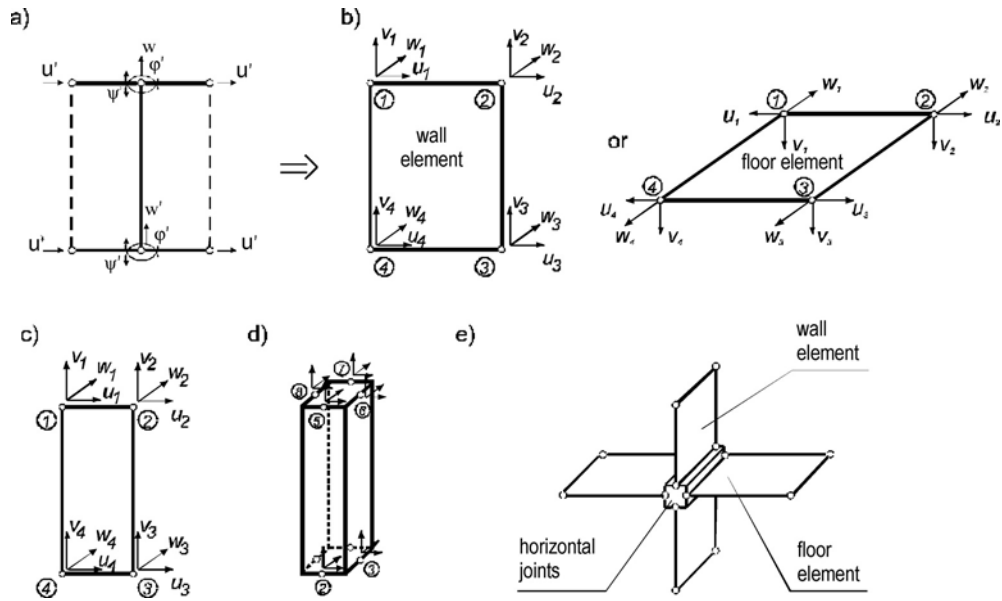 a)
w
u' φ' u'
ψ'
w'
u' φ' u'
ψ'
b)
v₁ w₁ u₁
v₂ w₂ u₂
① ②
wall
element
v₄ w₄ u₄
v₃ w₃ u₃
④ ③
or
① w₁ ② w₂
u₁ v₁ v₂ u₂
floor element
④ ③
u₄ w₄ v₄ w₃ v₃ u₃
c)
v₁ w₁ u₁
v₂ w₂ u₂
① ②
v₄ w₄ u₄
v₃ w₃ u₃
④ ③
d)
⑦
⑧
⑤ ⑥
②
③
e)
wall
element
horizontal
joints
floor
element